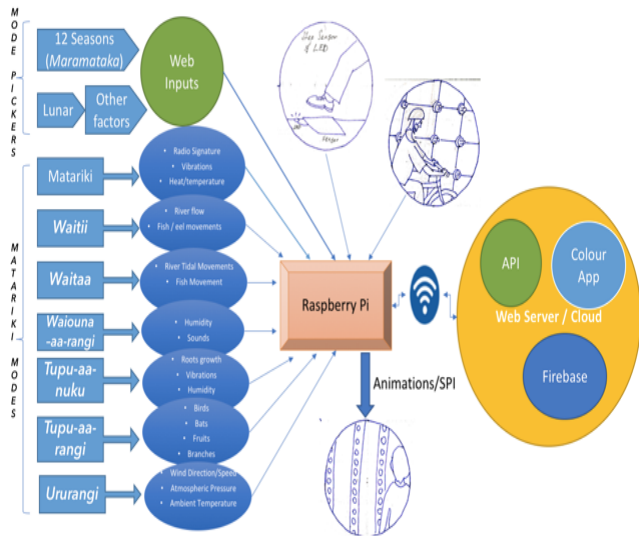 MODE PICKERS
12 Seasons
(Maramataka)
Lunar
Other
factors
Web
Inputs
MATARIKI MODES
Matariki
• Radio Signature
• Vibrations
• Heat/temperature
Waitii
• River flow
• Fish / eel movements
Waitaa
• River Tidal Movements
• Fish Movement
Waiouna
-aa-rangi
• Humidity
• Sounds
Tupu-aa-
nuku
• Roots growth
• Vibrations
• Humidity
Tupu-aa-
rangi
• Birds
• Bats
• Fruits
• Branches
Ururangi
• Wind Direction/Speed
• Atmospheric Pressure
• Ambient Temperature
Sensor
& LED
sensor
Raspberry Pi
Animations/SPI
API
Colour
App
Web Server / Cloud
Firebase